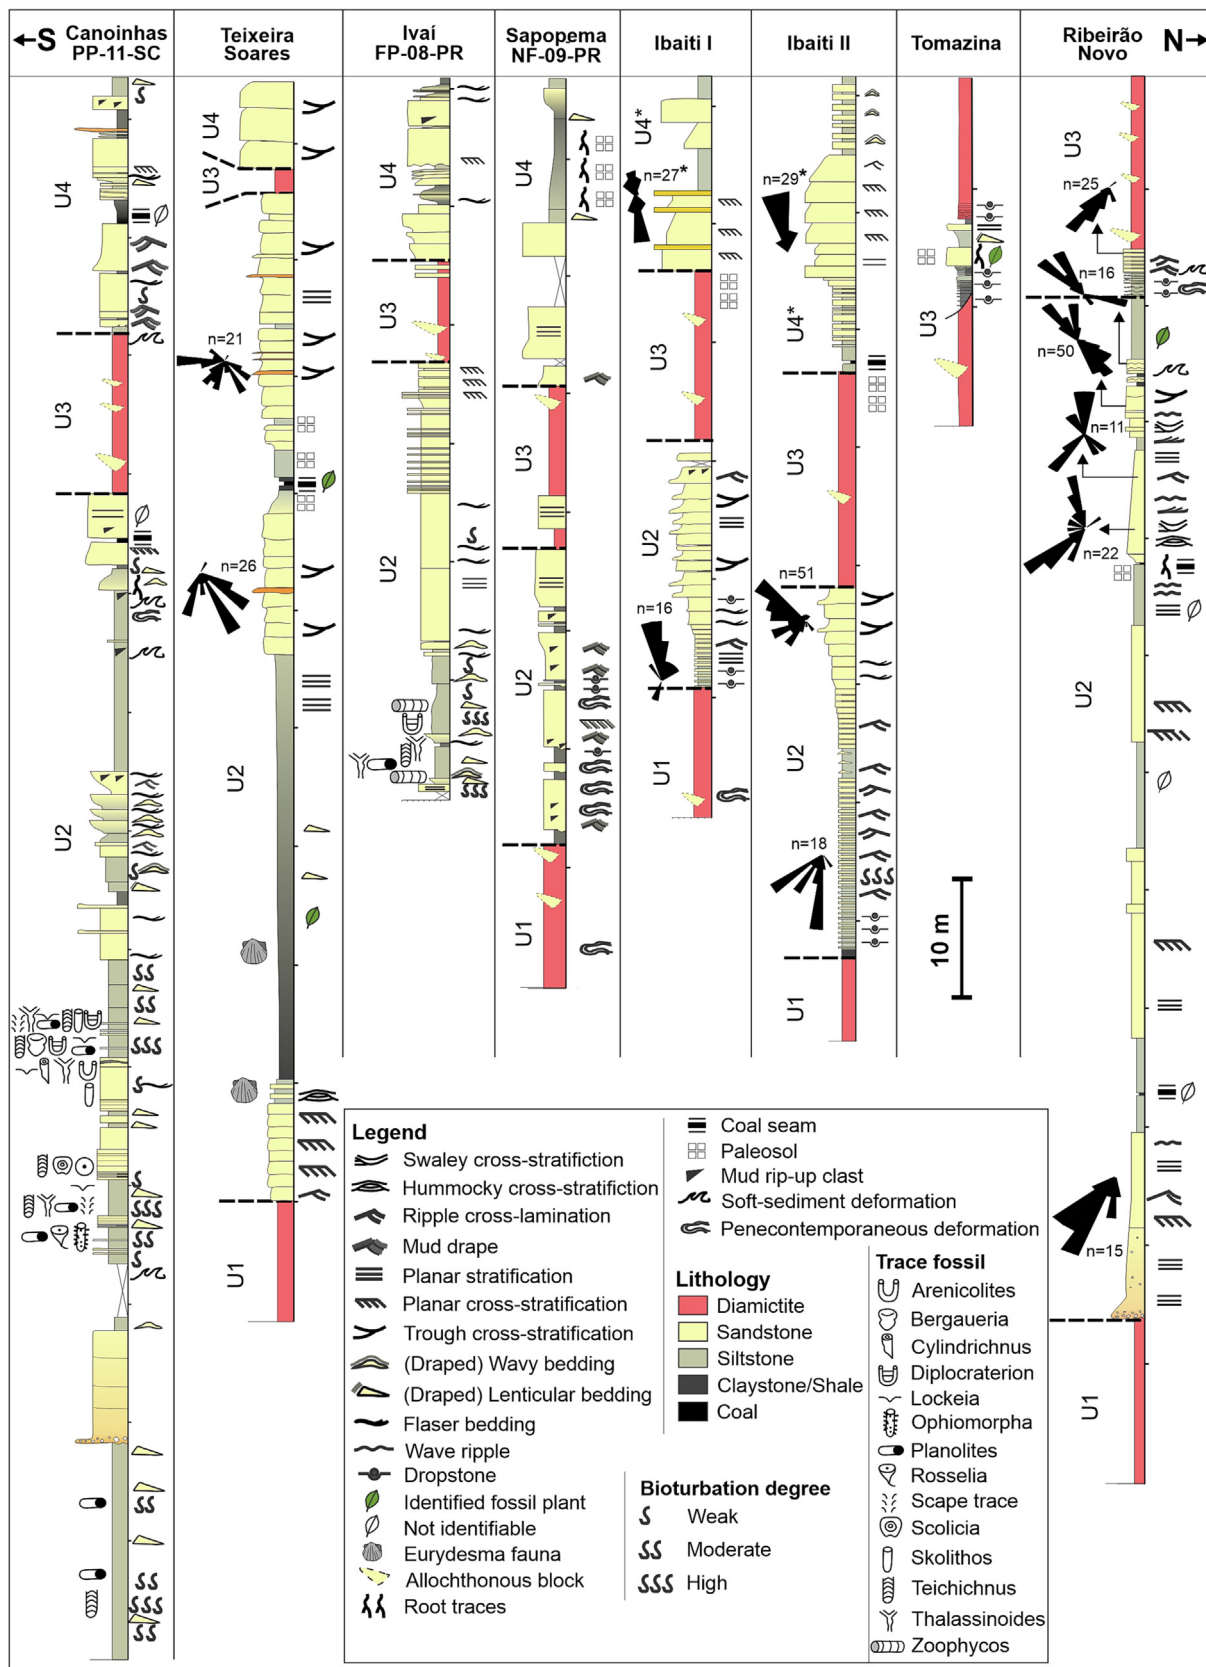 ←S Canoinhas PP-11-SC
Teixeira Soares
Ivaí FP-08-PR
Sapopema NF-09-PR
Ibaiti I
Ibaiti II
Tomazina
Ribeirão Novo N→
U4
U3
U2
U4
U3
n=21
n=26
U2
U1
U4
U3
U2
U4
U3
U2
U1
U4*
n=27*
U3
U2
n=16
U1
n=29*
U4*
U3
n=51
U2
n=18
U1
U3
10 m
U3
n=25
n=16
n=50
n=11
n=22
U2
n=15
U1
Legend
Swaley cross-stratifiction
Hummocky cross-stratifiction
Ripple cross-lamination
Mud drape
Planar stratification
Planar cross-stratification
Trough cross-stratification
(Draped) Wavy bedding
(Draped) Lenticular bedding
Flaser bedding
Wave ripple
Dropstone
Identified fossil plant
Not identifiable
Eurydesma fauna
Allochthonous block
Root traces
Coal seam
Paleosol
Mud rip-up clast
Soft-sediment deformation
Penecontemporaneous deformation
Lithology
Diamictite
Sandstone
Siltstone
Claystone/Shale
Coal
Bioturbation degree
Weak
Moderate
High
Trace fossil
Arenicolites
Bergaueria
Cylindrichnus
Diplocraterion
Lockeia
Ophiomorpha
Planolites
Rosselia
Scape trace
Scolicia
Skolithos
Teichichnus
Thalassinoides
Zoophycos